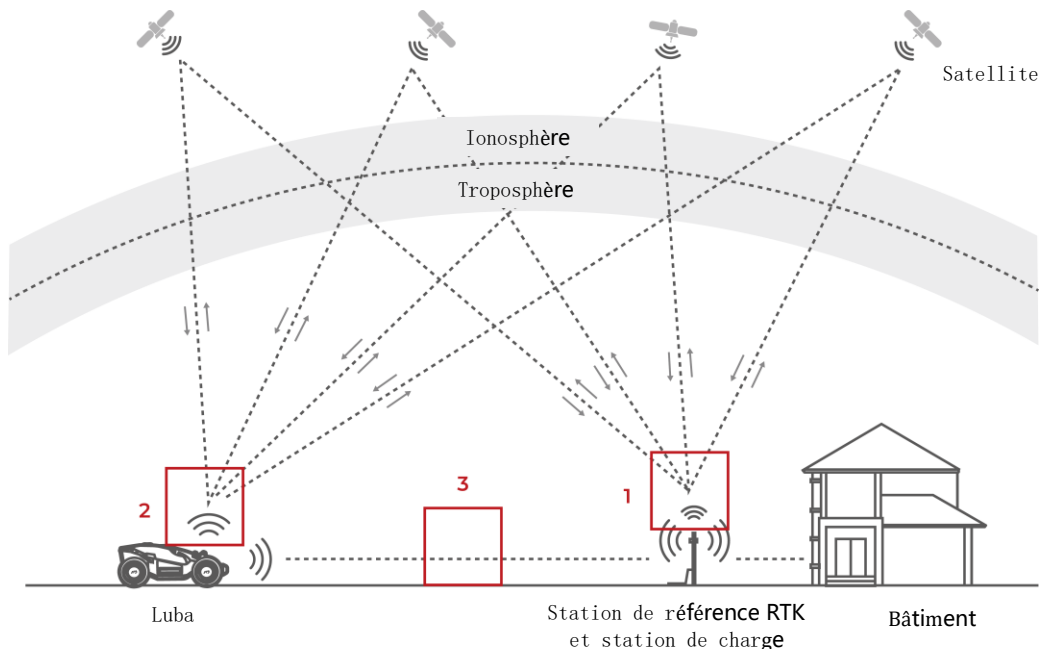 Satellite
Ionosphère
Troposphère
3
1
2
Luba
Station de référence RTK
et station de charge
Bâtiment